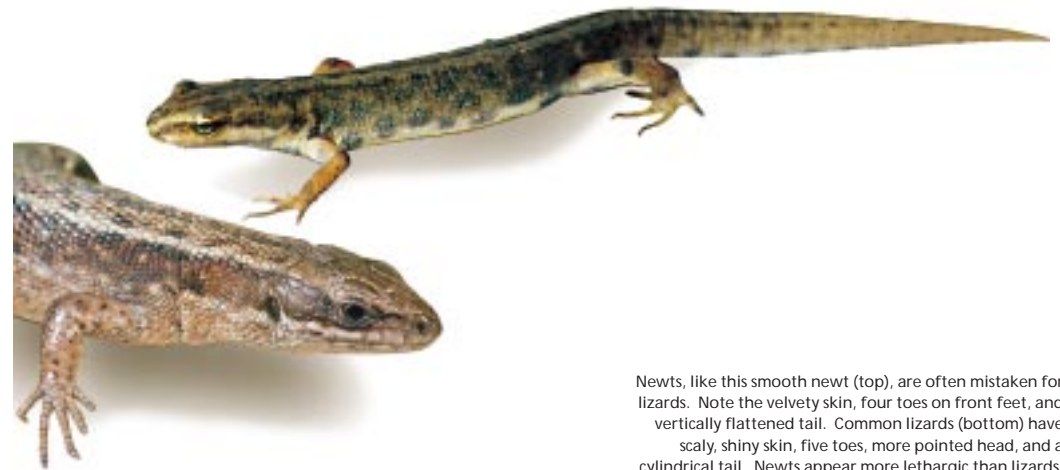 Newts, like this smooth newt (top), are often mistaken for
lizards. Note the velvety skin, four toes on front feet, and
vertically flattened tail. Common lizards (bottom) have
scaly, shiny skin, five toes, more pointed head, and a
cylindrical tail. Newts appear more lethargic than lizards.